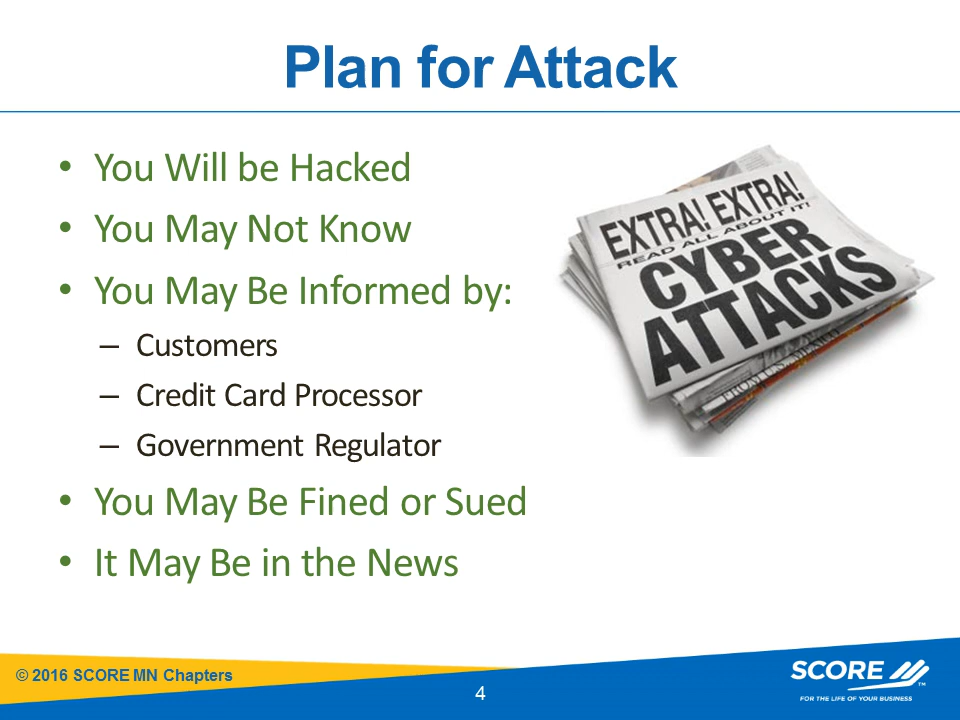 Plan for Attack
• You Will be Hacked
• You May Not Know
• You May Be Informed by:
– Customers
– Credit Card Processor
– Government Regulator
• You May Be Fined or Sued
• It May Be in the News
EXTRA! EXTRA!
READ ALL ABOUT IT!
CYBER
ATTACKS
© 2016 SCORE MN Chapters
4
SCORE ™
FOR THE LIFE OF YOUR BUSINESS